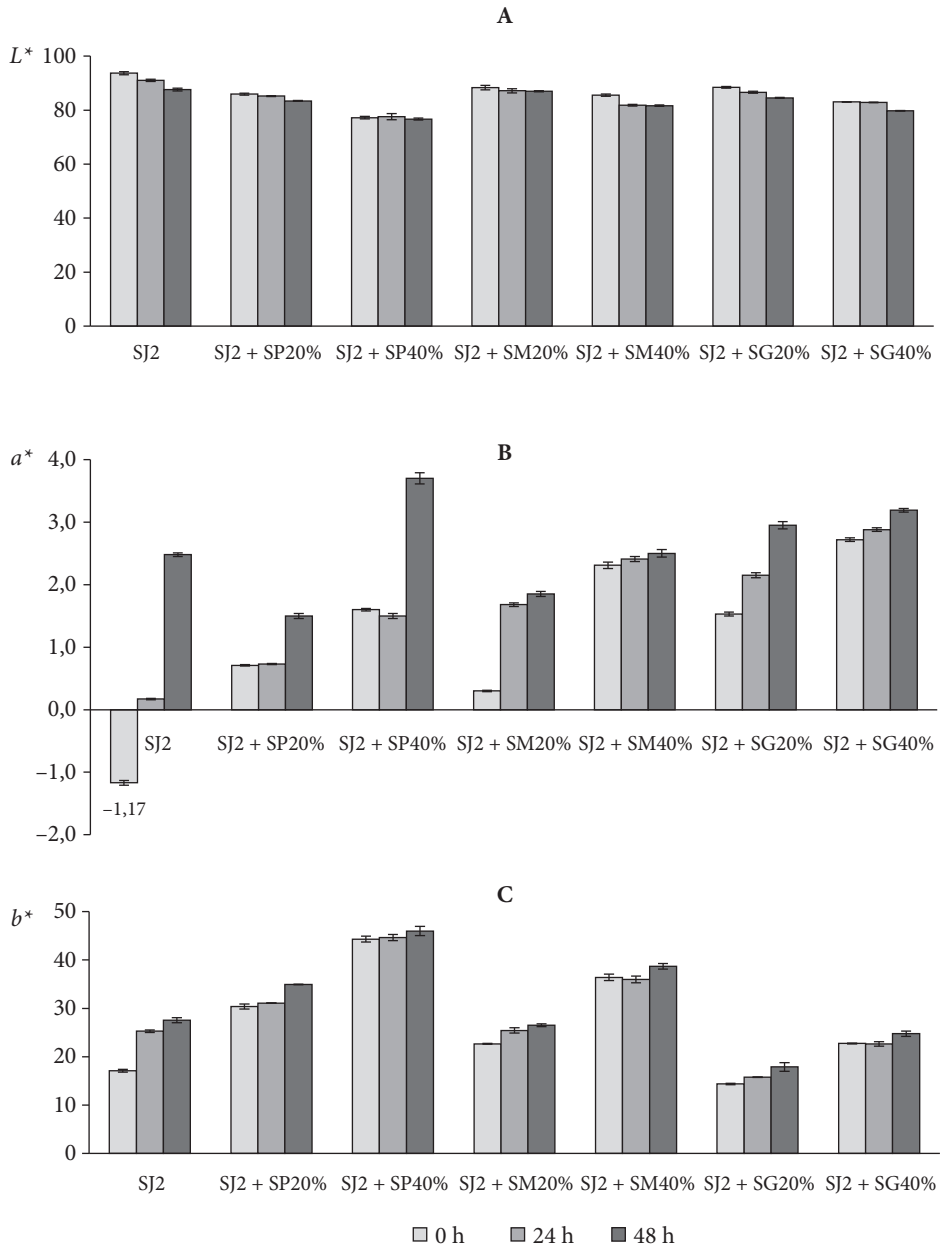 A
L*
100
80
60
40
20
0
SJ2 SJ2 + SP20% SJ2 + SP40% SJ2 + SM20% SJ2 + SM40% SJ2 + SG20% SJ2 + SG40%
B
a*
4,0
3,0
2,0
1,0
0,0
–1,0
–2,0
SJ2 SJ2 + SP20% SJ2 + SP40% SJ2 + SM20% SJ2 + SM40% SJ2 + SG20% SJ2 + SG40%
–1,17
C
b*
50
40
30
20
10
0
SJ2 SJ2 + SP20% SJ2 + SP40% SJ2 + SM20% SJ2 + SM40% SJ2 + SG20% SJ2 + SG40%
0 h 24 h 48 h